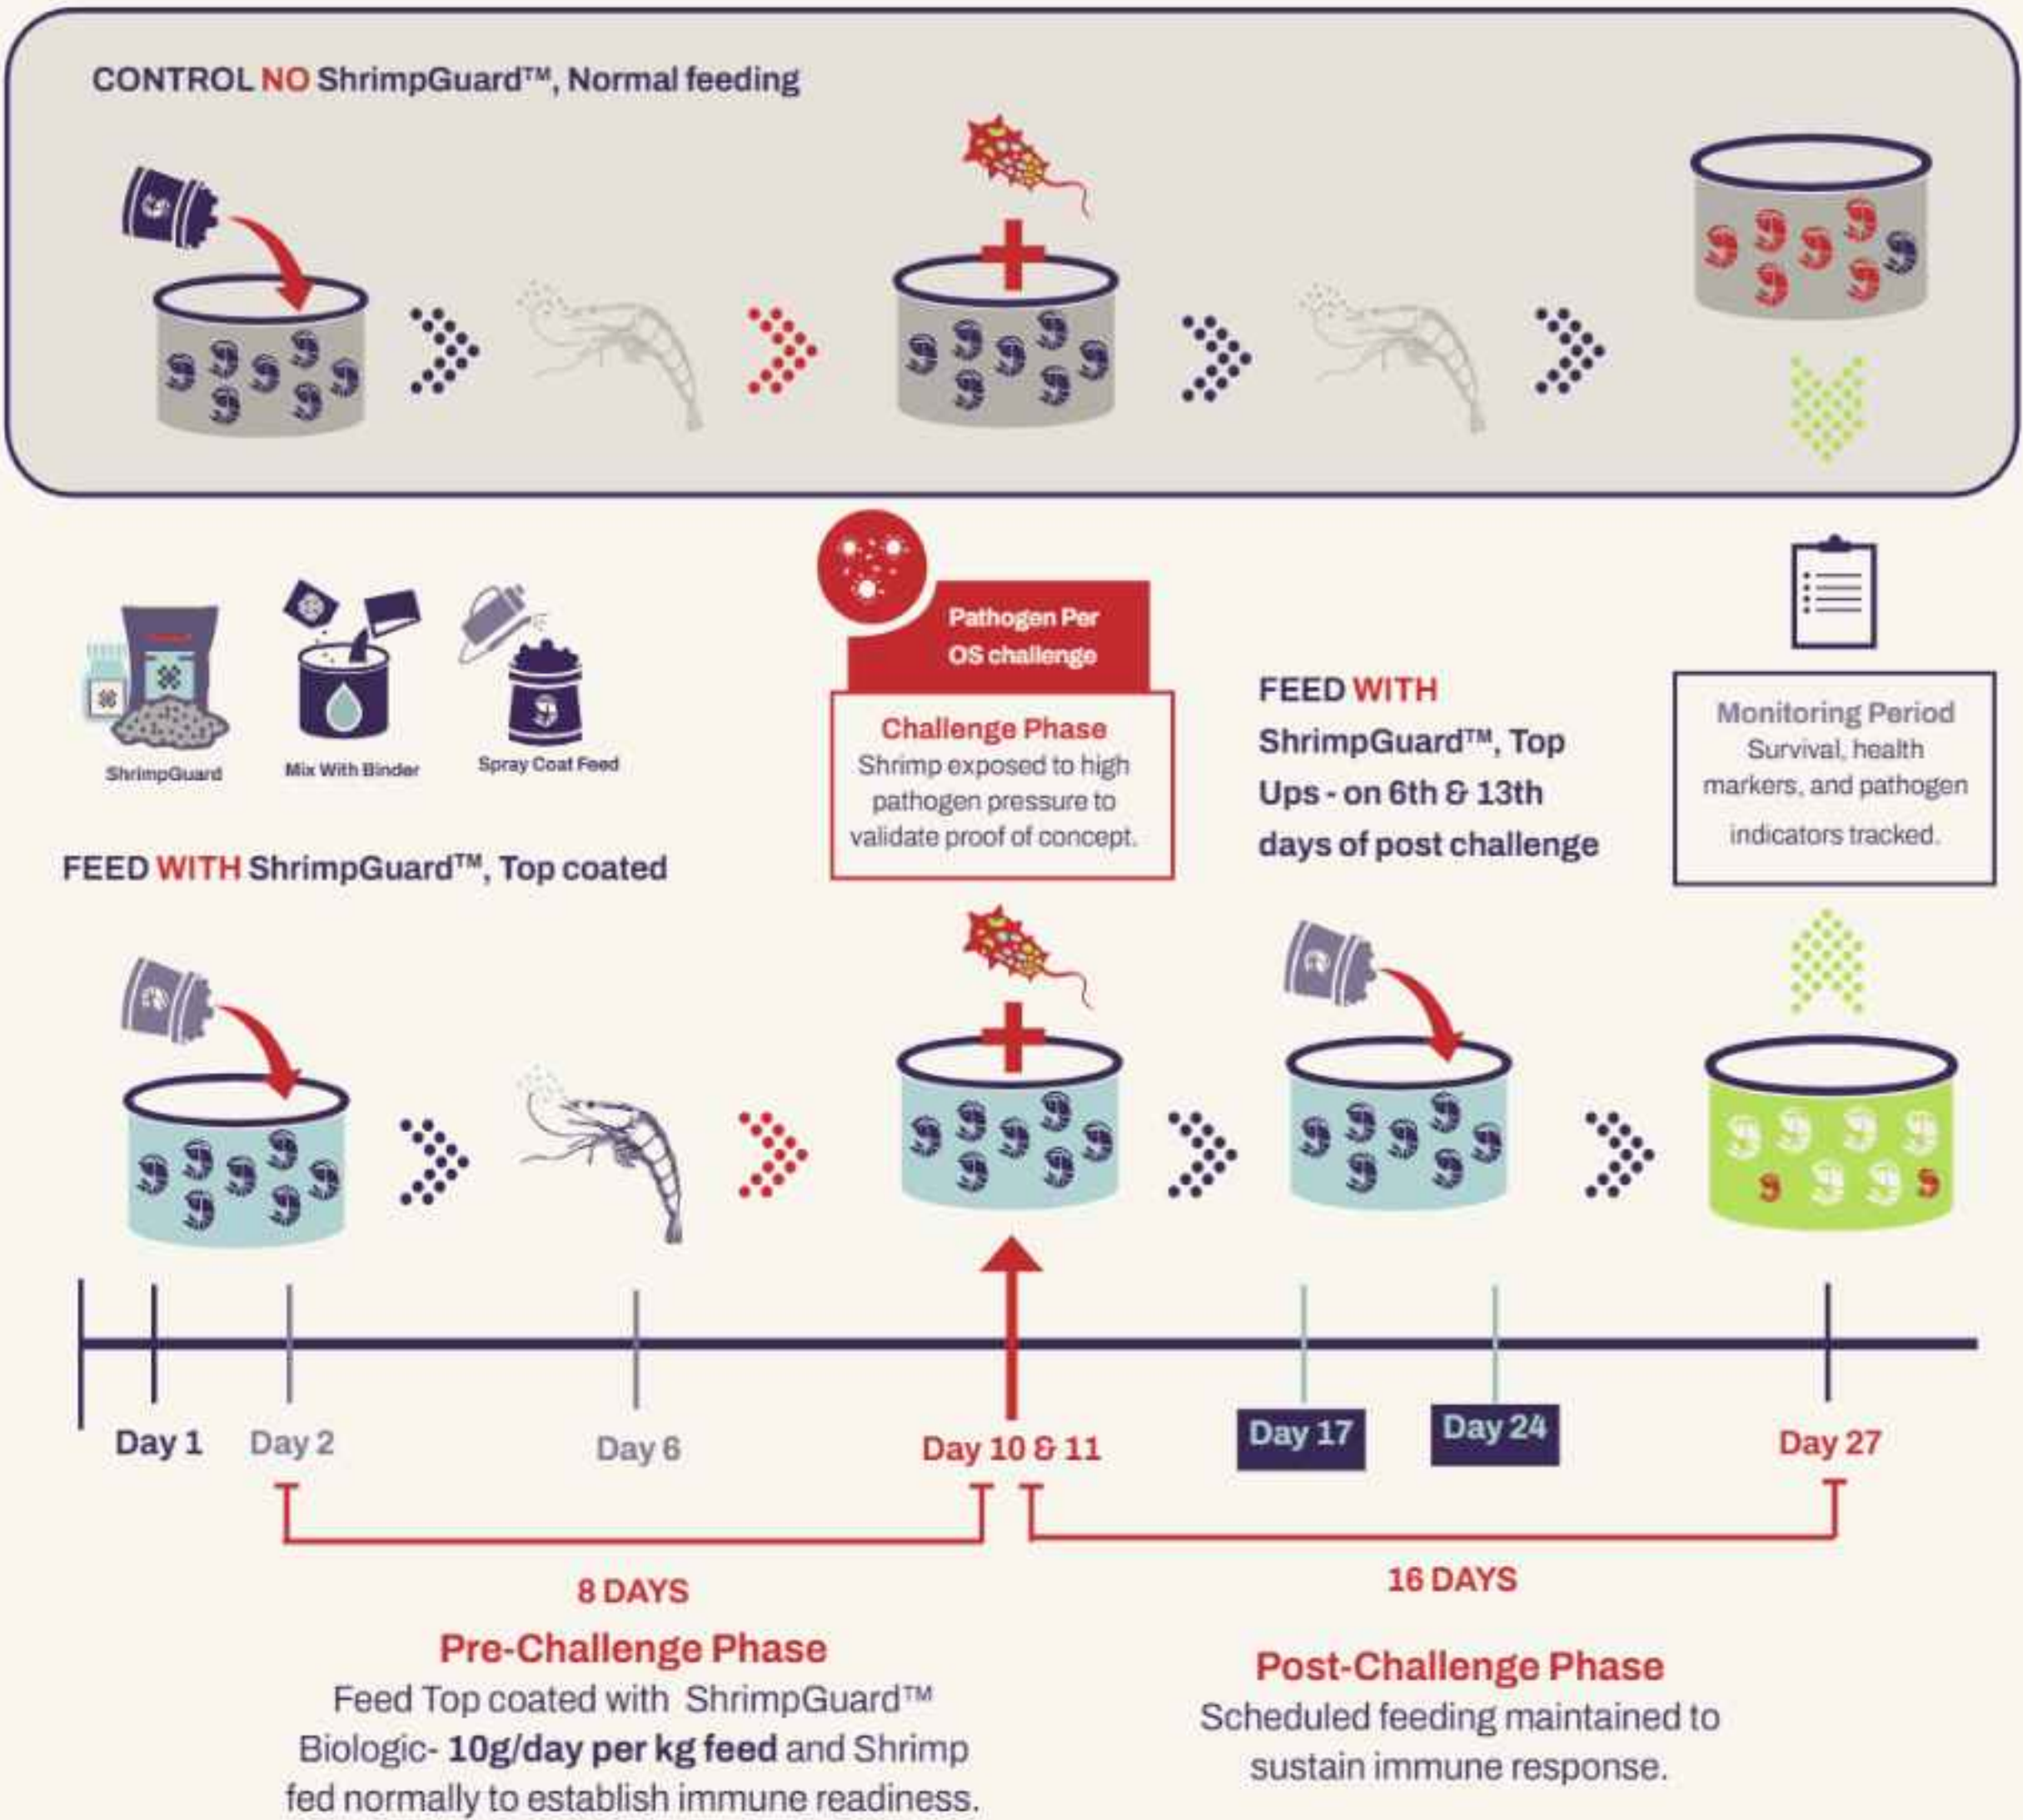 CONTROL NO ShrimpGuard™, Normal feeding
Pathogen Per
OS challenge
Challenge Phase
Shrimp exposed to high
pathogen pressure to
validate proof of concept.
ShrimpGuard
Mix With Binder
Spray Coat Feed
FEED WITH ShrimpGuard™, Top coated
FEED WITH
ShrimpGuard™, Top
Ups - on 6th & 13th
days of post challenge
Monitoring Period
Survival, health
markers, and pathogen
indicators tracked.
Day 1
Day 2
Day 6
Day 10 & 11
Day 17
Day 24
Day 27
8 DAYS
Pre-Challenge Phase
Feed Top coated with ShrimpGuard™
Biologic- 10g/day per kg feed and Shrimp
fed normally to establish immune readiness.
16 DAYS
Post-Challenge Phase
Scheduled feeding maintained to
sustain immune response.